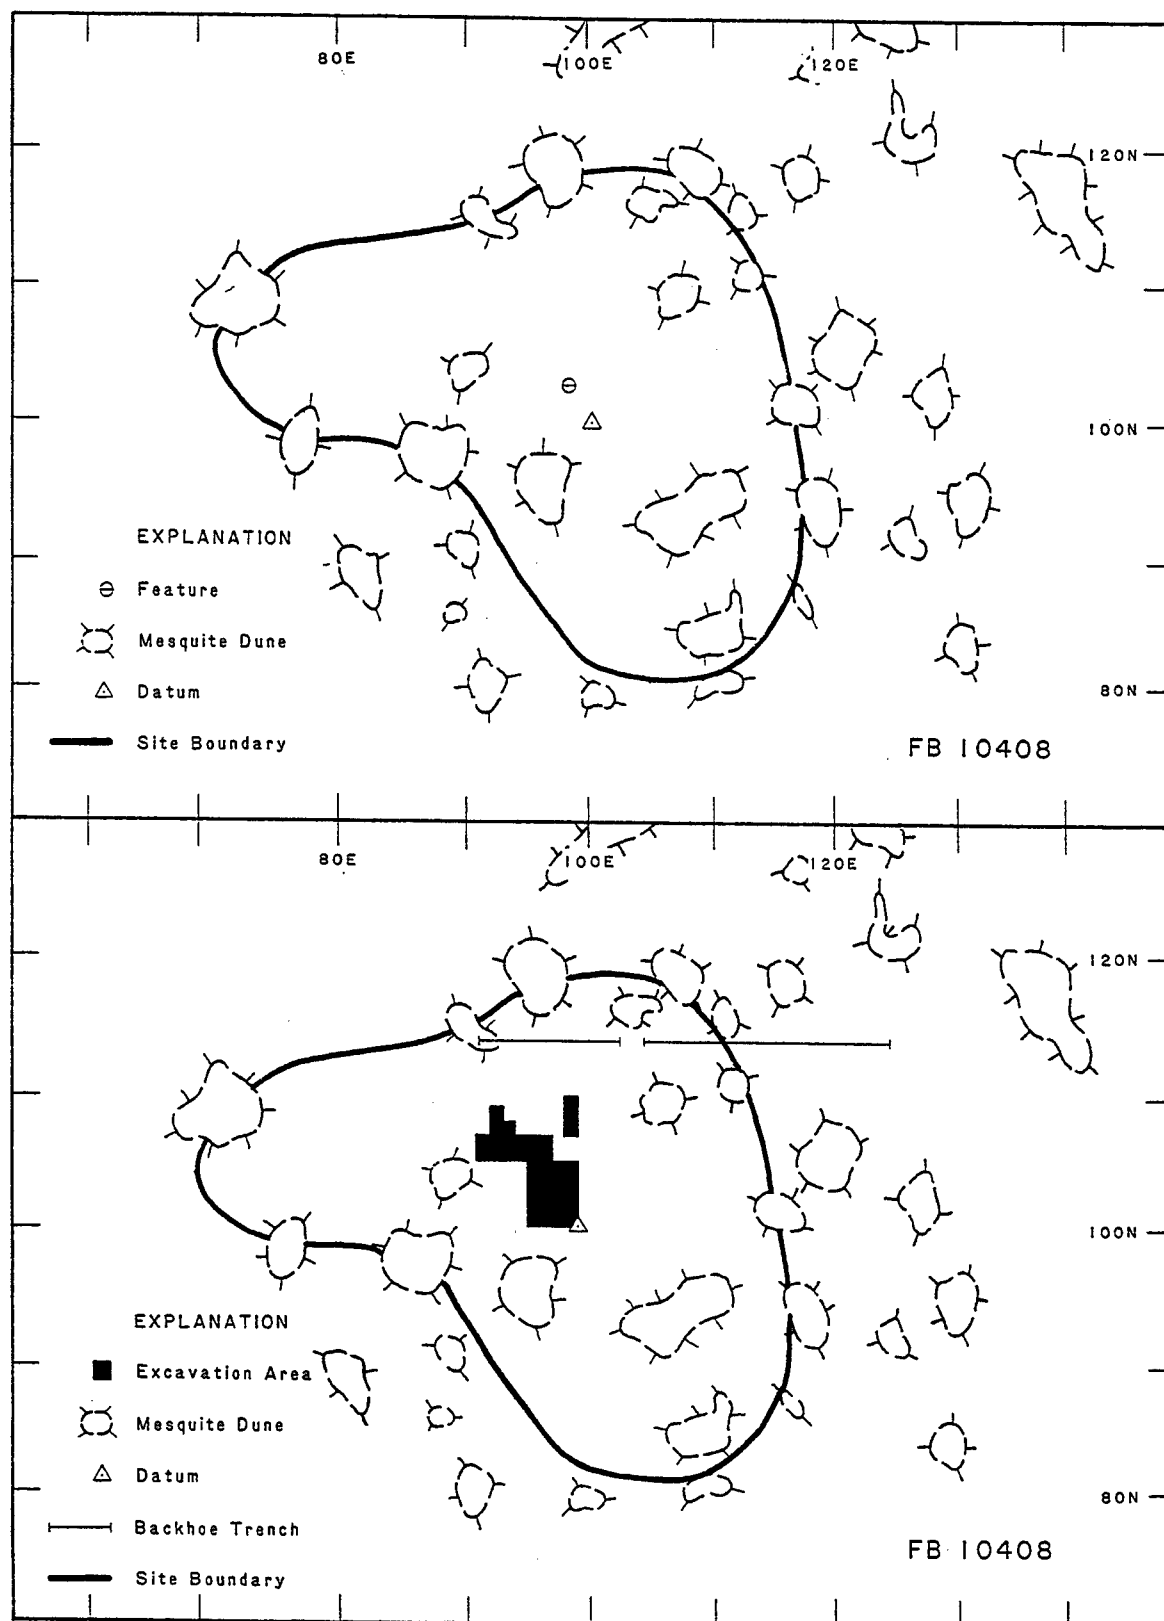 80E 100E 120E
120N
100N
EXPLANATION
Feature
Mesquite Dune
Datum
80N
Site Boundary
FB 10408
80E 100E 120E
120N
100N
EXPLANATION
Excavation Area
Mesquite Dune
Datum
80N
Backhoe Trench
FB 10408
Site Boundary